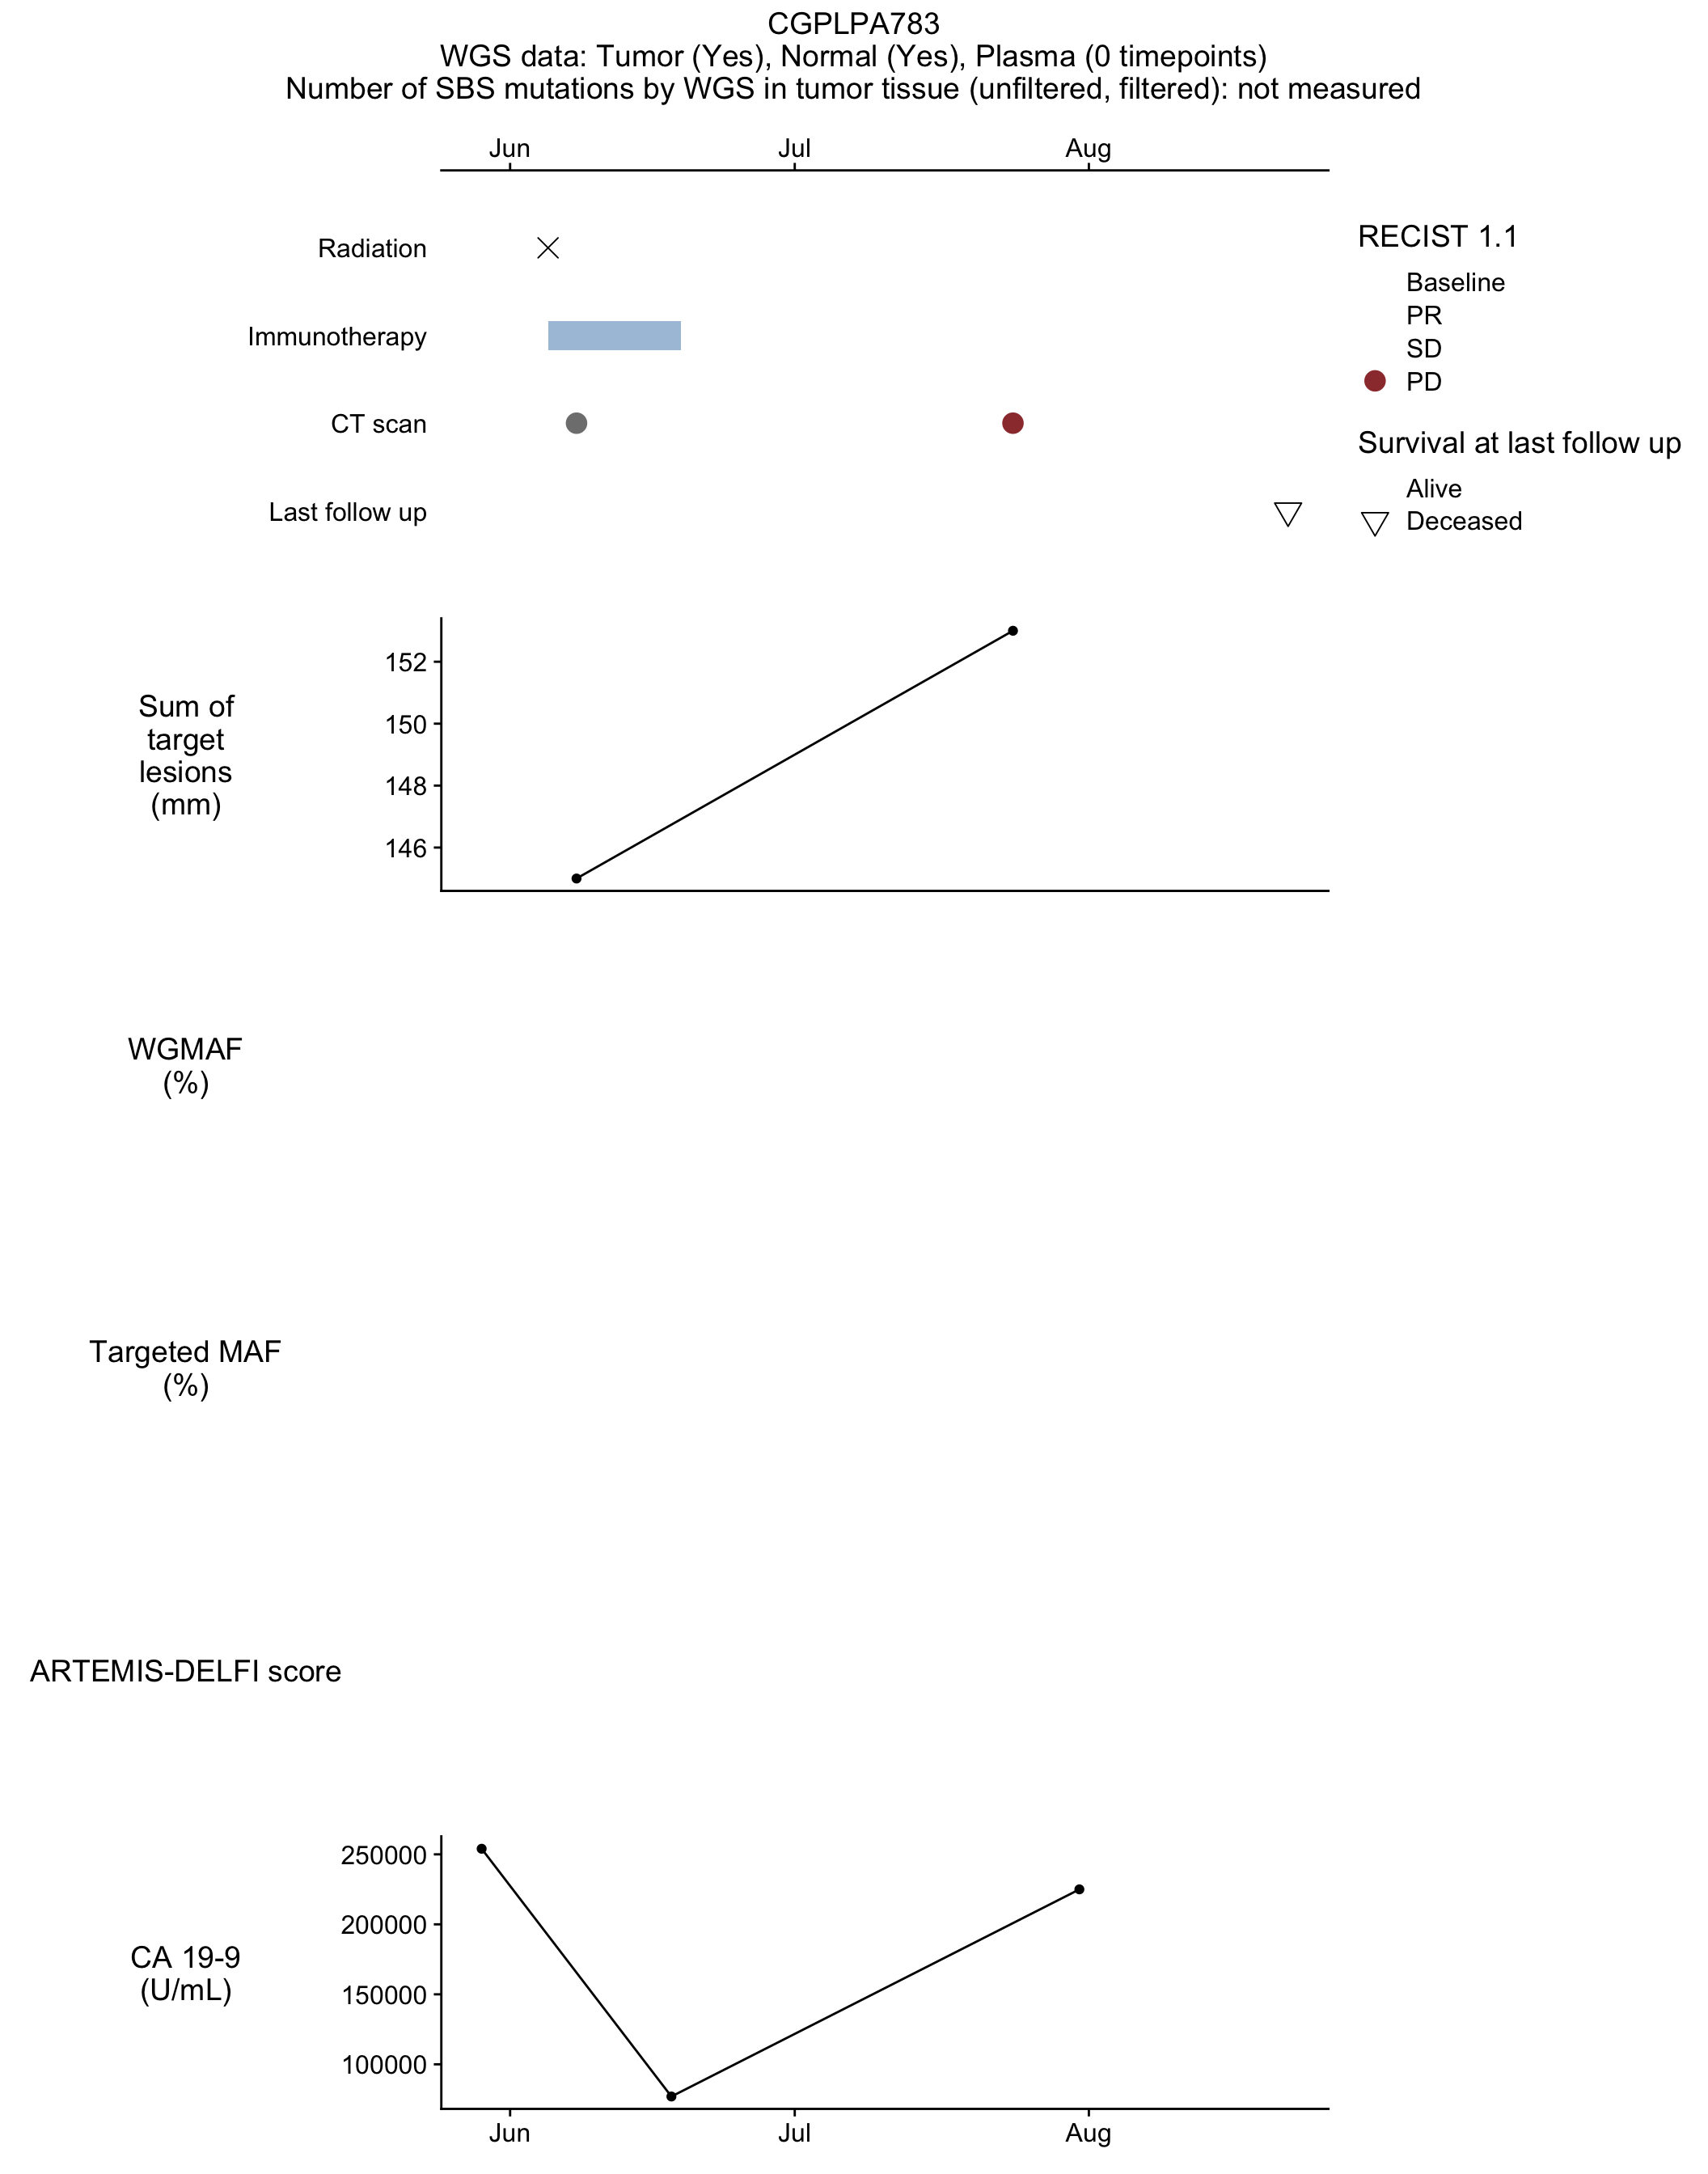 CGPLPA783
WGS data: Tumor (Yes), Normal (Yes), Plasma (0 timepoints)
Number of SBS mutations by WGS in tumor tissue (unfiltered, filtered): not measured
Jun Jul Aug
Radiation
Immunotherapy
CT scan
Last follow up
RECIST 1.1
Baseline
PR
SD
PD
Survival at last follow up
Alive
Deceased
Sum of
target
lesions
(mm)
152
150
148
146
WGMAF
(%)
Targeted MAF
(%)
ARTEMIS-DELFI score
CA 19-9
(U/mL)
250000
200000
150000
100000
Jun Jul Aug